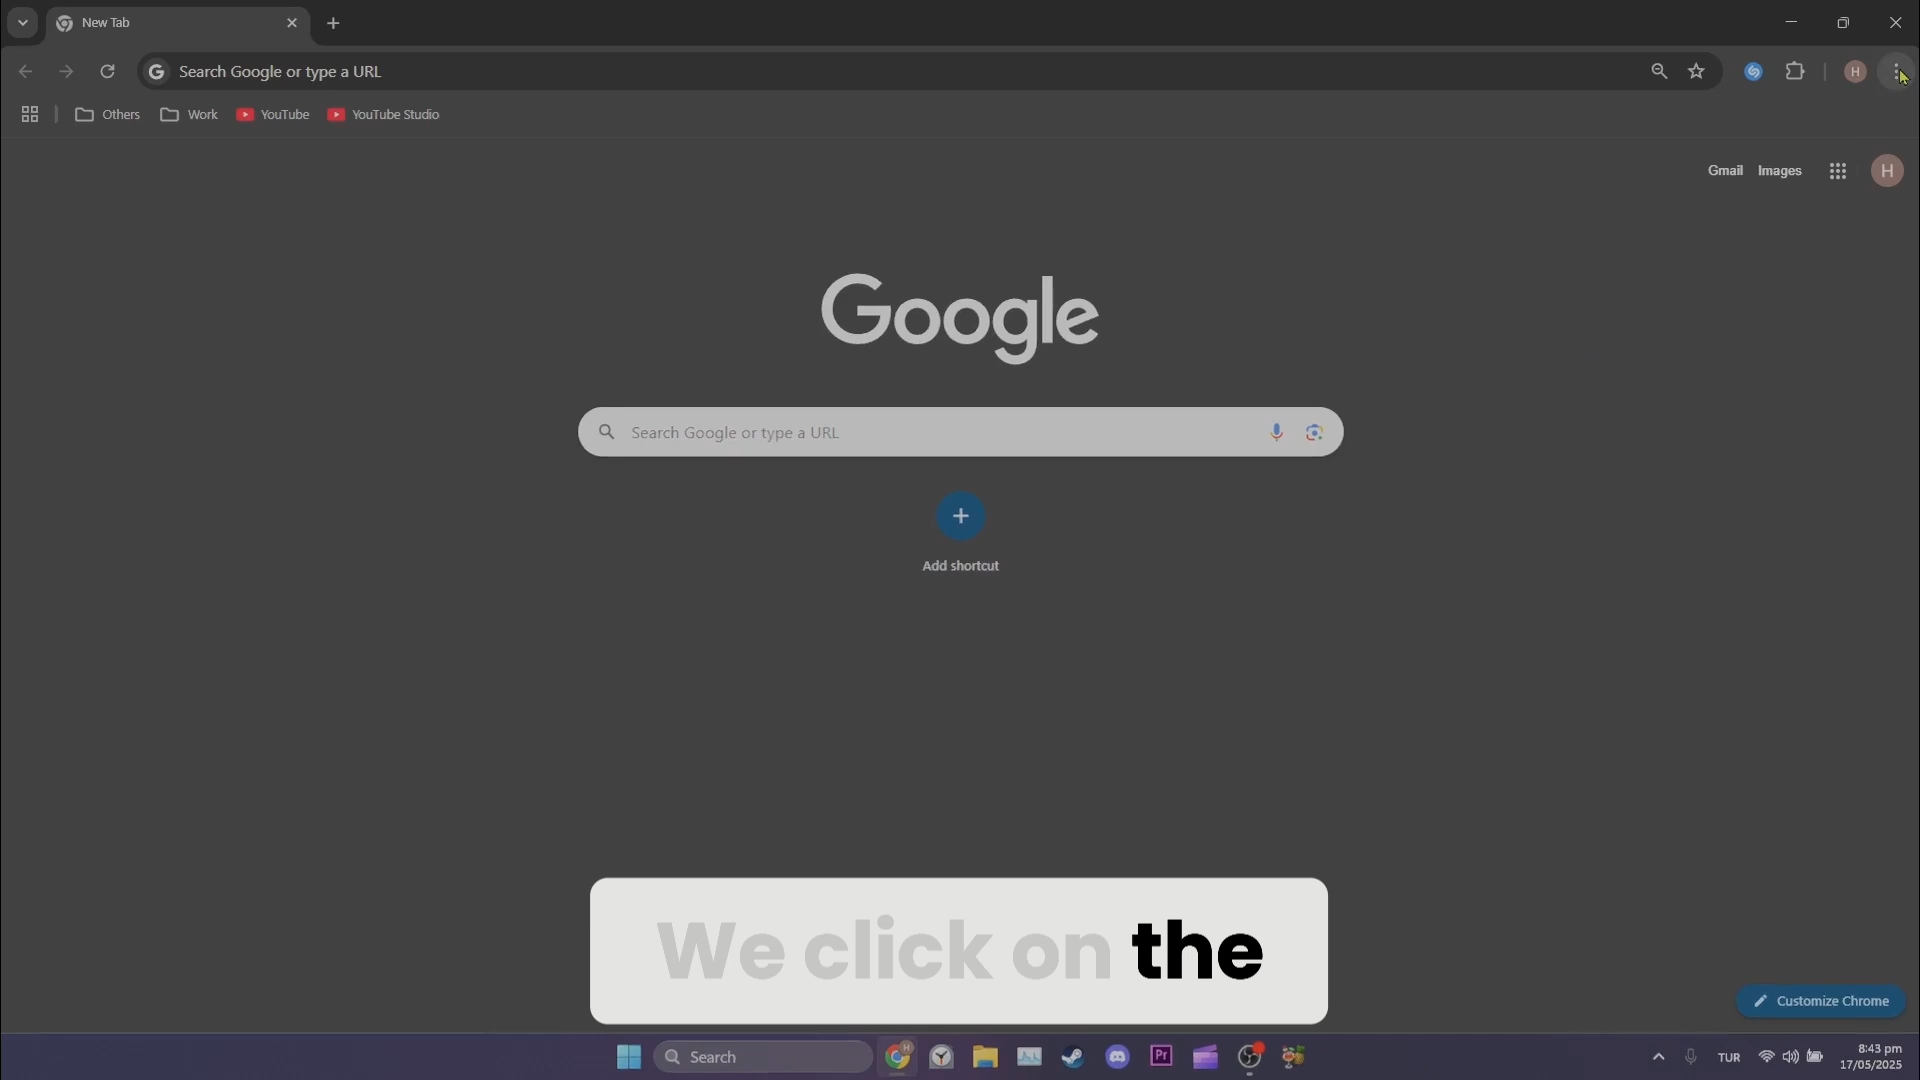 New Tab
Search Google or type a URL
Others
Work
YouTube
YouTube Studio
H
Gmail
Images
H
Google
Search Google or type a URL
Add shortcut
We click on the
Customize Chrome
Search
H
Pr
TUR
8:43 pm
17/05/2025